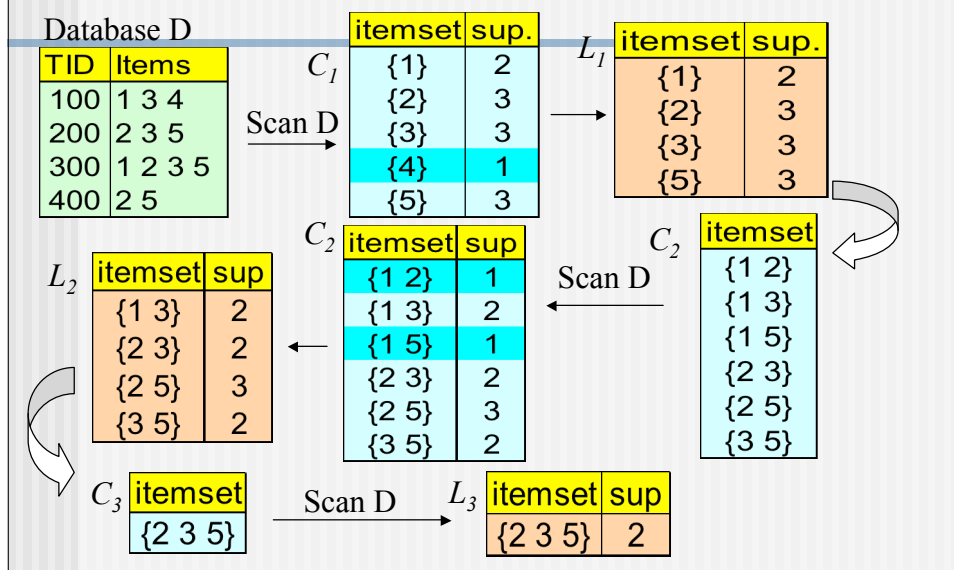 Database D
TID Items
100 1 3 4
200 2 3 5
300 1 2 3 5
400 2 5
Scan D
C1
itemset sup.
{1} 2
{2} 3
{3} 3
{4} 1
{5} 3
L1
itemset sup.
{1} 2
{2} 3
{3} 3
{5} 3
C2
itemset
{1 2}
{1 3}
{1 5}
{2 3}
{2 5}
{3 5}
Scan D
C2
itemset sup
{1 2} 1
{1 3} 2
{1 5} 1
{2 3} 2
{2 5} 3
{3 5} 2
L2
itemset sup
{1 3} 2
{2 3} 2
{2 5} 3
{3 5} 2
C3
itemset
{2 3 5}
Scan D
L3
itemset sup
{2 3 5} 2